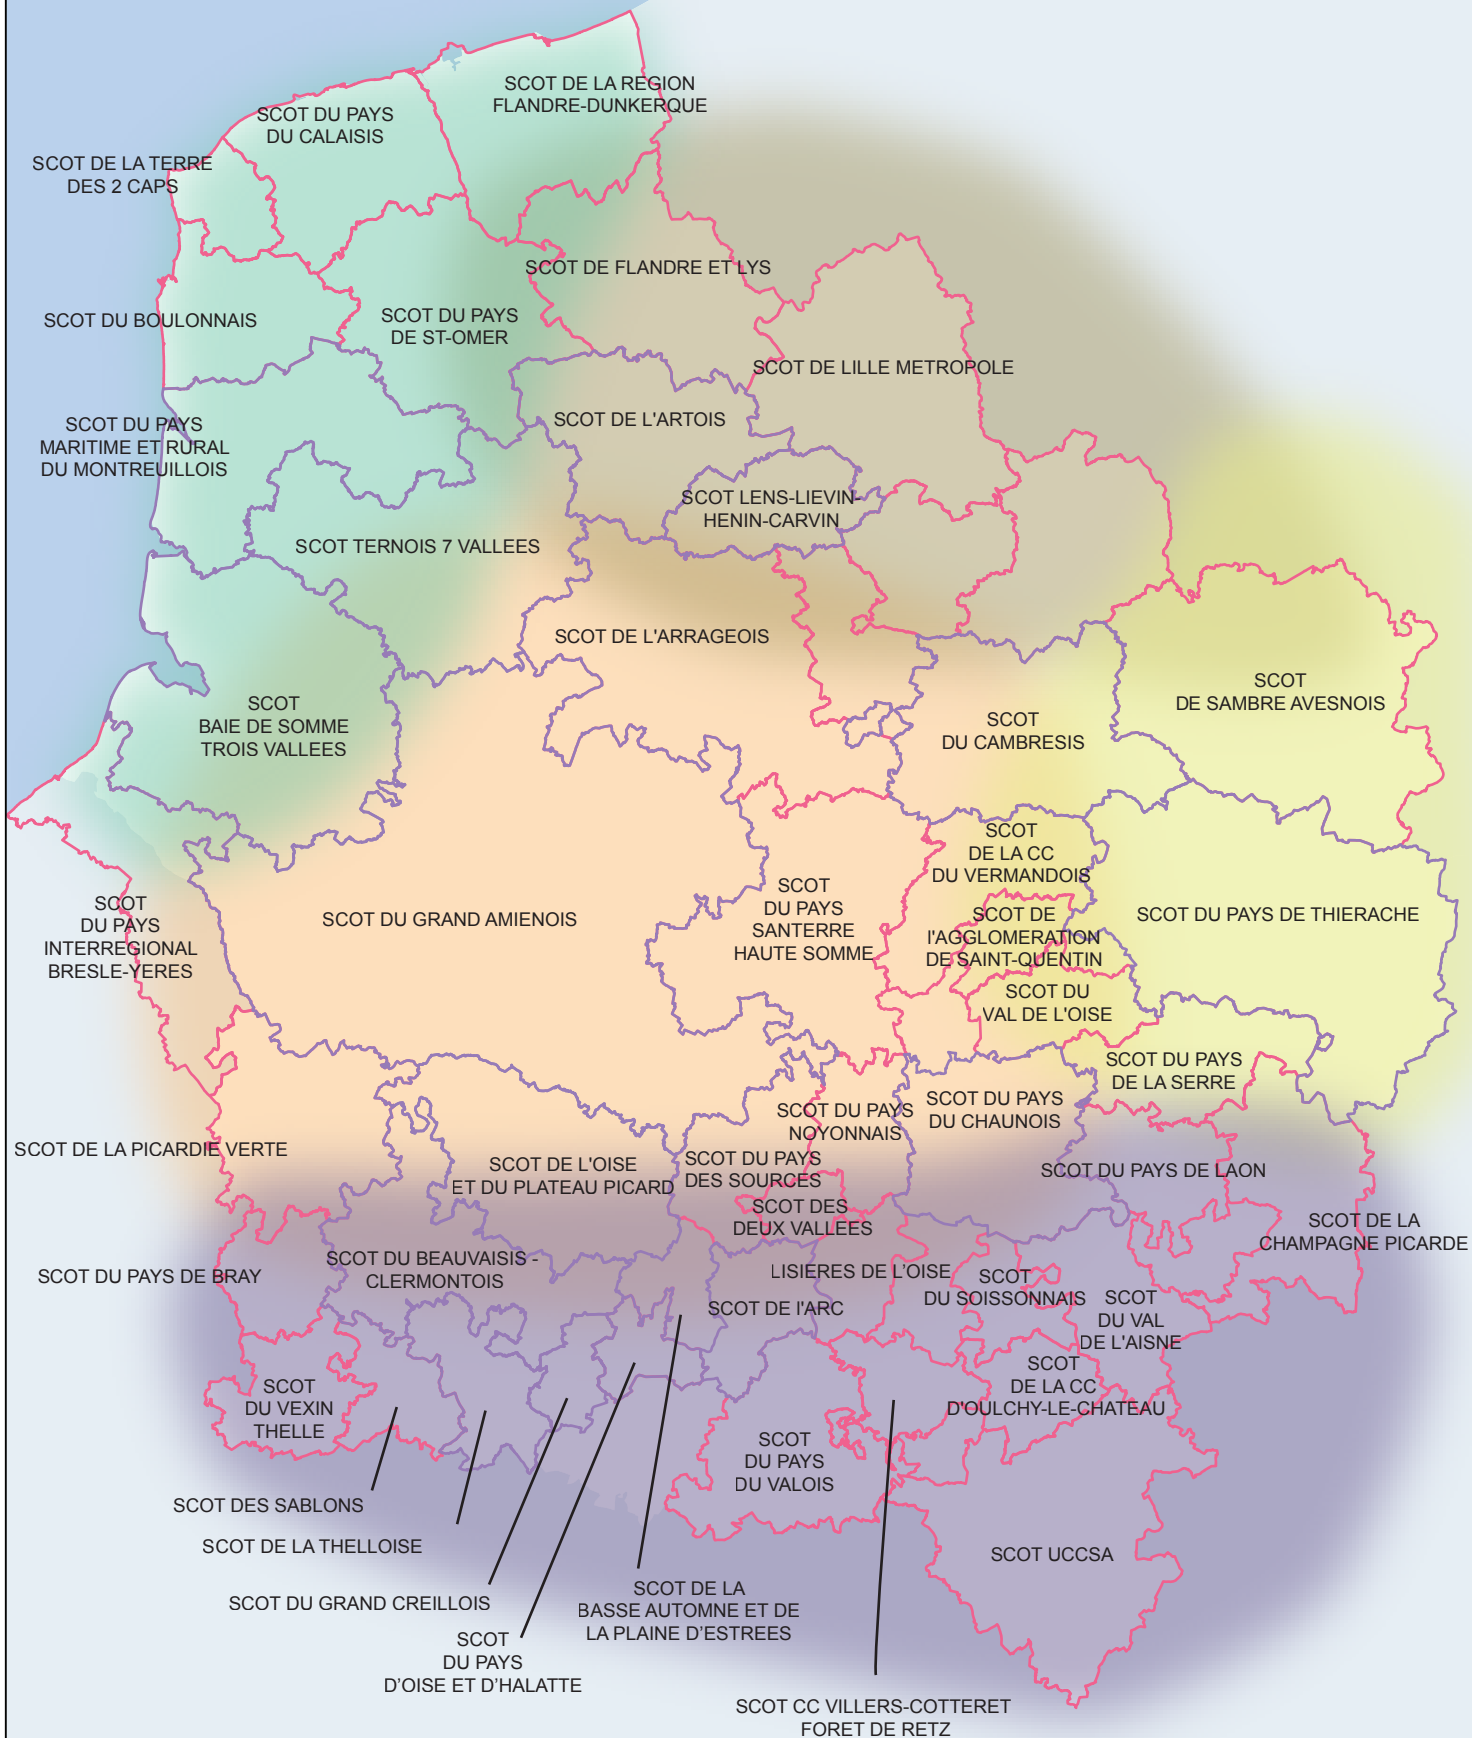 SCOT DE LA REGION
FLANDRE-DUNKERQUE
SCOT DU PAYS
DU CALAISIS
SCOT DE LA TERRE
DES 2 CAPS
SCOT DE FLANDRE ET LYS
SCOT DU BOULONNAIS
SCOT DU PAYS
DE ST-OMER
SCOT DE LILLE METROPOLE
SCOT DE L'ARTOIS
SCOT DU PAYS
MARITIME ET RURAL
DU MONTREUILLOIS
SCOT LENS-LIEVIN-
HENIN-CARVIN
SCOT TERNOIS 7 VALLEES
SCOT DE L'ARRAGEOIS
SCOT
DE SAMBRE AVESNOIS
SCOT
BAIE DE SOMME
TROIS VALLEES
SCOT
DU CAMBRESIS
SCOT
DE LA CC
DU VERMANDOIS
SCOT
DU PAYS
SANTERRE
HAUTE SOMME
SCOT DU GRAND AMIENOIS
SCOT DE
l'AGGLOMERATION
DE SAINT-QUENTIN
SCOT DU PAYS DE THIERACHE
SCOT
DU PAYS
INTERREGIONAL
BRESLE-YERES
SCOT DU
VAL DE L'OISE
SCOT DU PAYS
DE LA SERRE
SCOT DU PAYS
DU CHAUNOIS
SCOT DU PAYS
NOYONNAIS
SCOT DE LA PICARDIE VERTE
SCOT DE L'OISE
ET DU PLATEAU PICARD
SCOT DU PAYS
DES SOURCES
SCOT DU PAYS DE LAON
SCOT DES
DEUX VALLEES
SCOT DE LA
CHAMPAGNE PICARDE
SCOT DU PAYS DE BRAY
SCOT DU BEAUVAISIS -
CLERMONTOIS
LISIERES DE L'OISE
SCOT
DU SOISSONNAIS
SCOT DE l'ARC
SCOT
DU VAL
DE L'AISNE
SCOT
DE LA CC
D'OULCHY-LE-CHATEAU
SCOT
DU VEXIN
THELLE
SCOT
DU PAYS
DU VALOIS
SCOT DES SABLONS
SCOT DE LA THELLOISE
SCOT UCCSA
SCOT DU GRAND CREILLOIS
SCOT DE LA
BASSE AUTOMNE ET DE
LA PLAINE D'ESTREES
SCOT
DU PAYS
D'OISE ET D'HALATTE
SCOT CC VILLERS-COTTERET
FORET DE RETZ